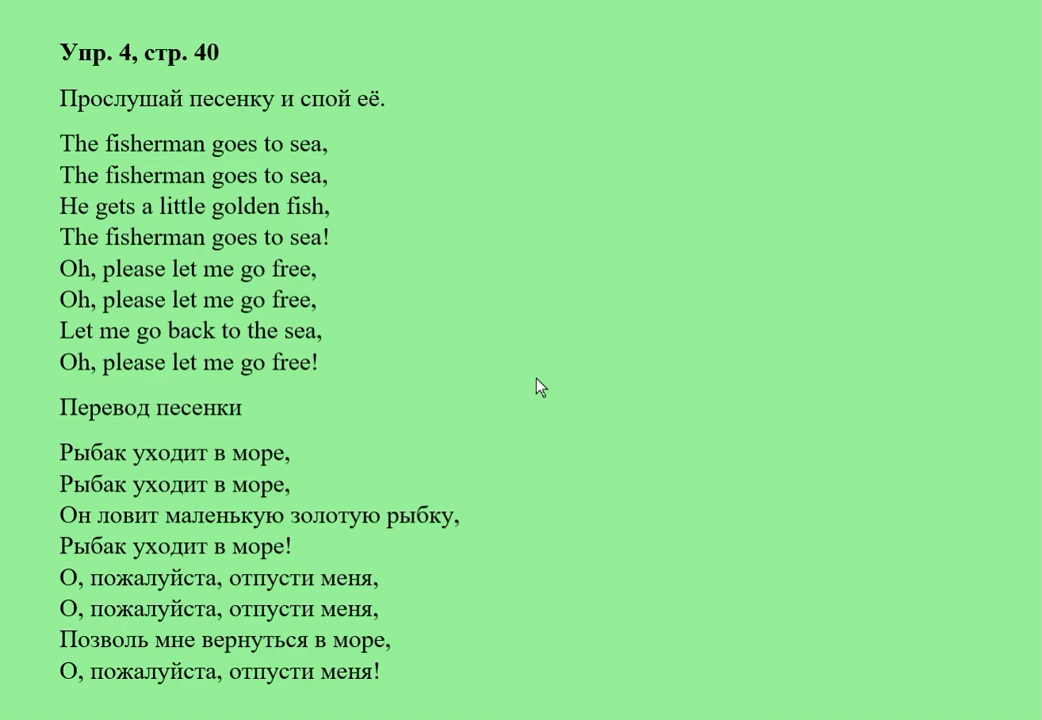 Упр. 4, стр. 40
Прослушай песенку и спой её.
The fisherman goes to sea,
The fisherman goes to sea,
He gets a little golden fish,
The fisherman goes to sea!
Oh, please let me go free,
Oh, please let me go free,
Let me go back to the sea,
Oh, please let me go free!
Перевод песенки
Рыбак уходит в море,
Рыбак уходит в море,
Он ловит маленькую золотую рыбку,
Рыбак уходит в море!
О, пожалуйста, отпусти меня,
О, пожалуйста, отпусти меня,
Позволь мне вернуться в море,
О, пожалуйста, отпусти меня!